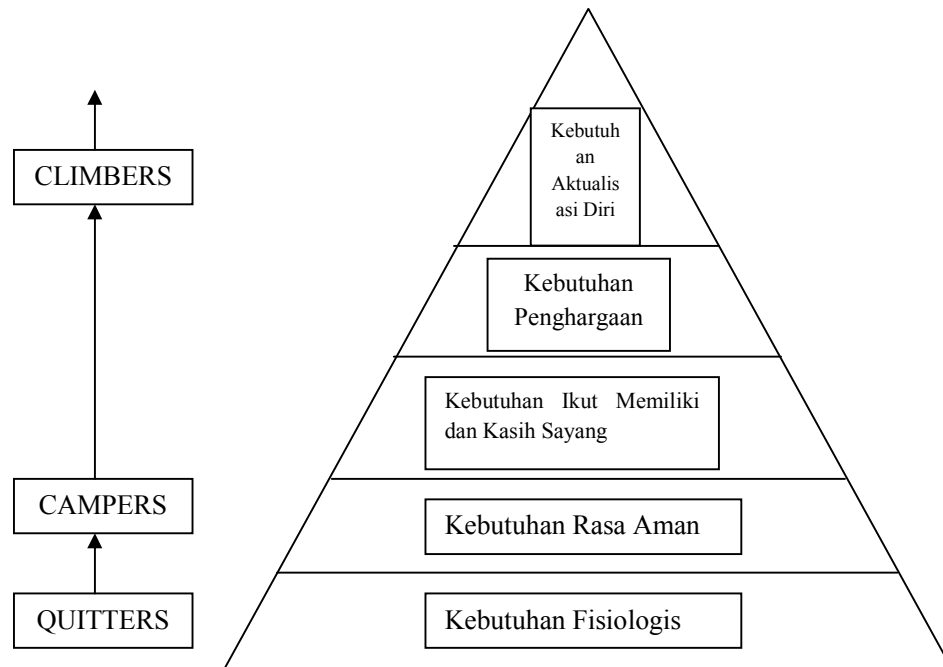 CLIMBERS
CAMPERS
QUITTERS
Kebutuh
an
Aktualis
asi Diri
Kebutuhan
Penghargaan
Kebutuhan Ikut Memiliki
dan Kasih Sayang
Kebutuhan Rasa Aman
Kebutuhan Fisiologis